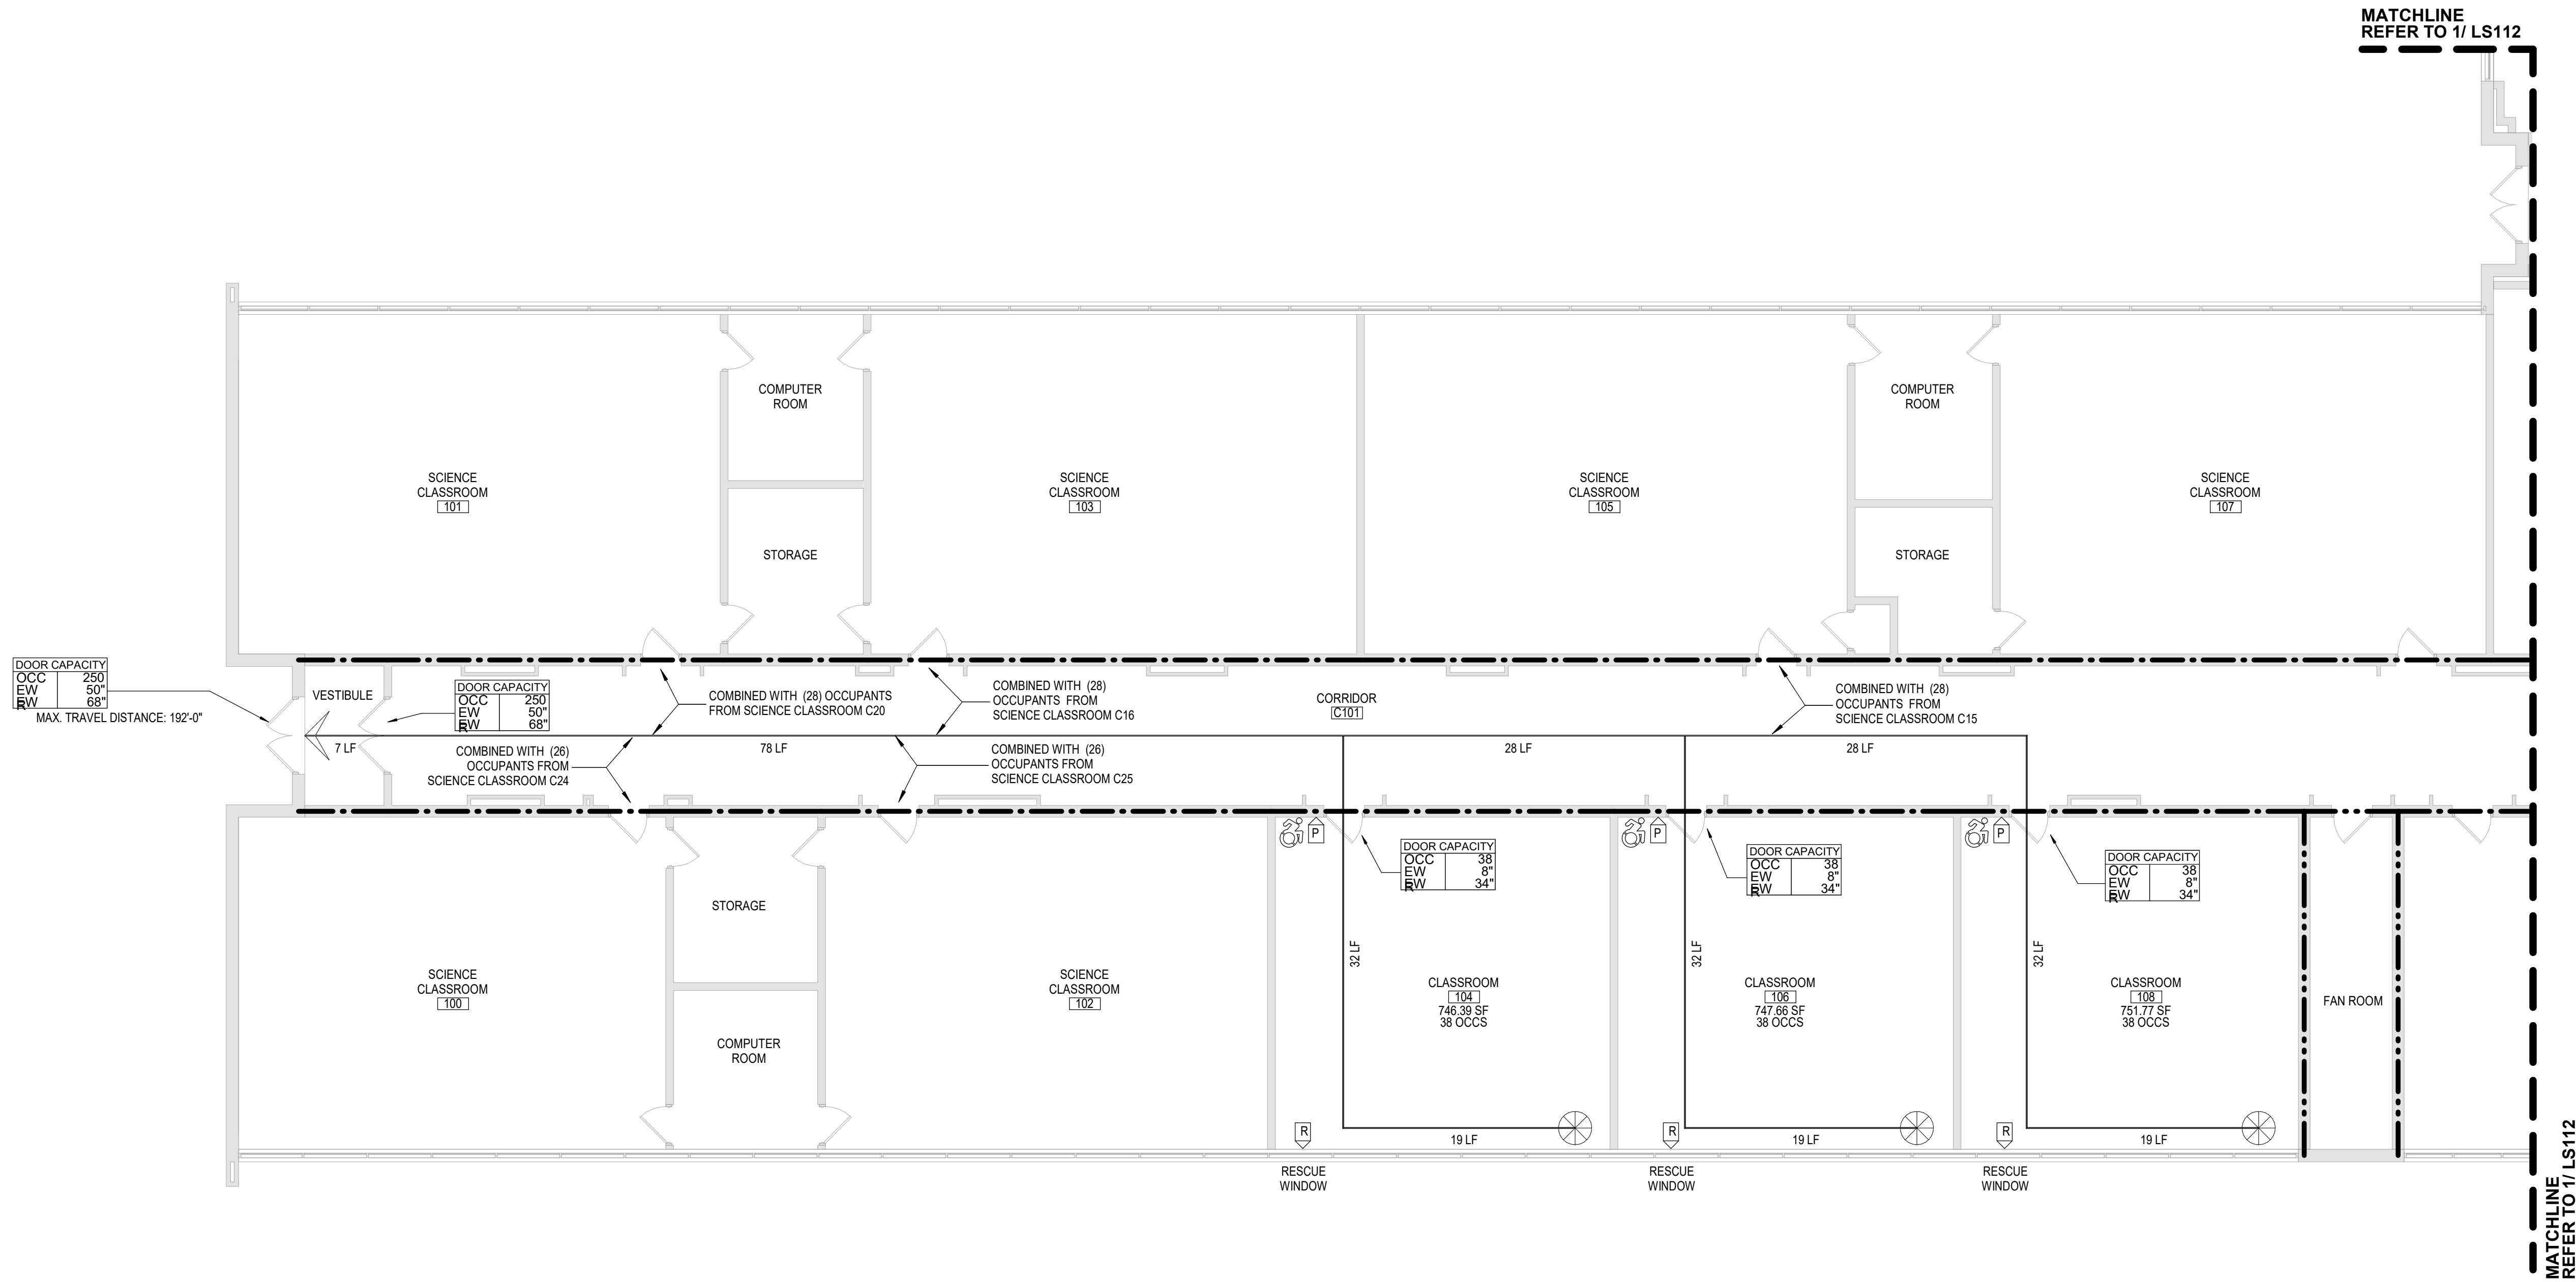 MATCHLINE
REFER TO 1/ LS112
COMPUTER
ROOM
COMPUTER
ROOM
SCIENCE
CLASSROOM
101
SCIENCE
CLASSROOM
103
SCIENCE
CLASSROOM
105
SCIENCE
CLASSROOM
107
STORAGE
STORAGE
DOOR CAPACITY
OCC 250
EW 50"
REW 68"
MAX. TRAVEL DISTANCE: 192'-0"
VESTIBULE
DOOR CAPACITY
OCC 250
EW 50"
REW 68"
COMBINED WITH (28) OCCUPANTS
FROM SCIENCE CLASSROOM C20
COMBINED WITH (28)
OCCUPANTS FROM
SCIENCE CLASSROOM C16
CORRIDOR
C101
COMBINED WITH (28)
OCCUPANTS FROM
SCIENCE CLASSROOM C15
7 LF
78 LF
28 LF
28 LF
COMBINED WITH (26)
OCCUPANTS FROM
SCIENCE CLASSROOM C24
COMBINED WITH (26)
OCCUPANTS FROM
SCIENCE CLASSROOM C25
P
P
P
DOOR CAPACITY
OCC 38
EW 8"
REW 34"
DOOR CAPACITY
OCC 38
EW 8"
REW 34"
DOOR CAPACITY
OCC 38
EW 8"
REW 34"
STORAGE
32 LF
32 LF
32 LF
SCIENCE
CLASSROOM
100
SCIENCE
CLASSROOM
102
CLASSROOM
104
746.39 SF
38 OCCS
CLASSROOM
106
747.66 SF
38 OCCS
CLASSROOM
108
751.77 SF
38 OCCS
FAN ROOM
COMPUTER
ROOM
R
19 LF
R
19 LF
R
19 LF
RESCUE
WINDOW
RESCUE
WINDOW
RESCUE
WINDOW
MATCHLINE
REFER TO 1/ LS112